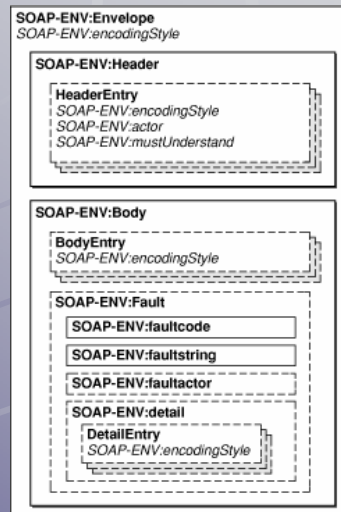 SOAP-ENV:Envelope
SOAP-ENV:encodingStyle
SOAP-ENV:Header
HeaderEntry
SOAP-ENV:encodingStyle
SOAP-ENV:actor
SOAP-ENV:mustUnderstand
SOAP-ENV:Body
BodyEntry
SOAP-ENV:encodingStyle
SOAP-ENV:Fault
SOAP-ENV:faultcode
SOAP-ENV:faultstring
SOAP-ENV:faultactor
SOAP-ENV:detail
DetailEntry
SOAP-ENV:encodingStyle